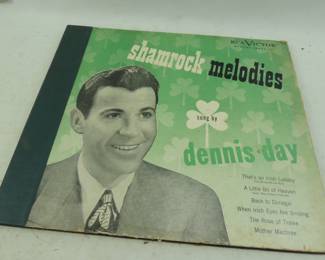 RCA VICTOR
shamrock melodies
sung by
dennis day
That's an Irish Lullaby
A Little Bit of Heaven
Back to Donegal
When Irish Eyes Are Smiling
The Rose of Tralee
Mother Machree